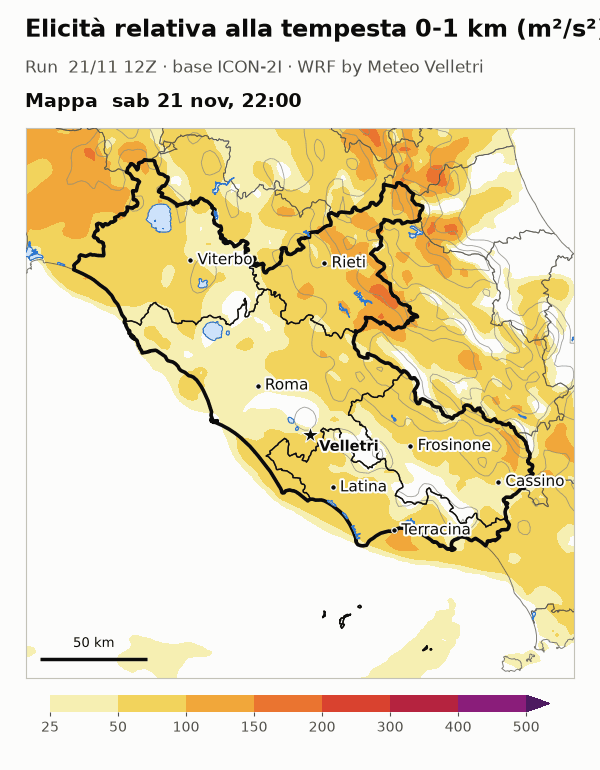 Elicità relativa alla tempesta 0-1 km (m²/s²)
Run 21/11 12Z · base ICON-2I · WRF by Meteo Velletri
Mappa sab 21 nov, 22:00
Viterbo
Rieti
Roma
Velletri
Frosinone
Latina
Cassino
Terracina
50 km
25 50 100 150 200 300 400 500